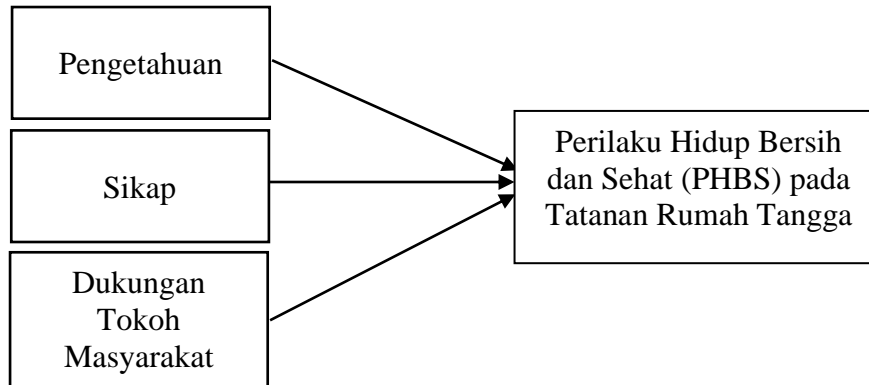 Pengetahuan
Sikap
Dukungan
Tokoh
Masyarakat
Perilaku Hidup Bersih
dan Sehat (PHBS) pada
Tatanan Rumah Tangga